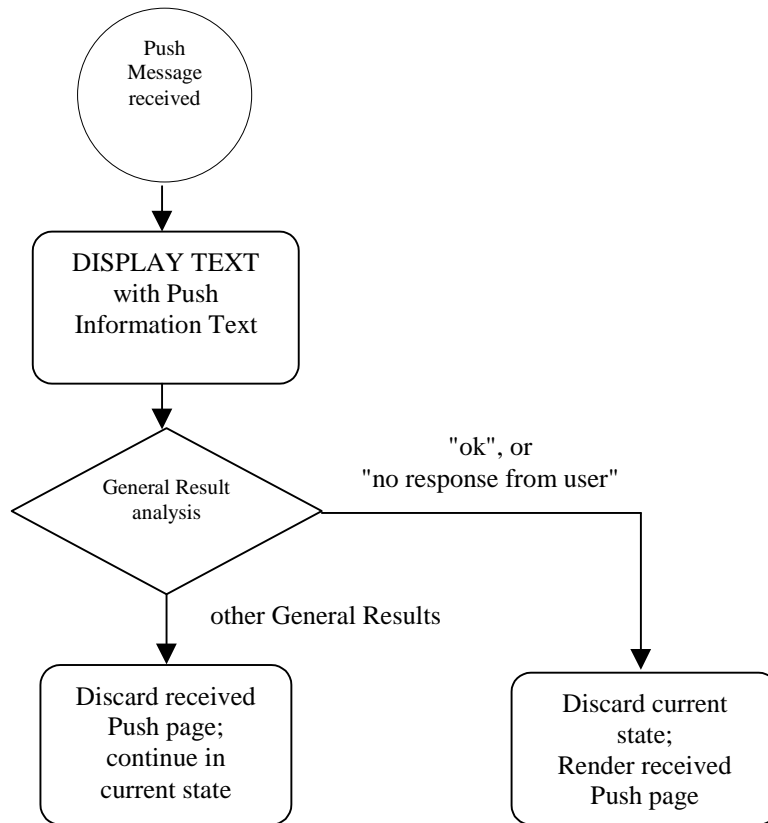 Push
Message
received
DISPLAY TEXT
with Push
Information Text
General Result
analysis
"ok", or
"no response from user"
other General Results
Discard received
Push page;
continue in
current state
Discard current
state;
Render received
Push page